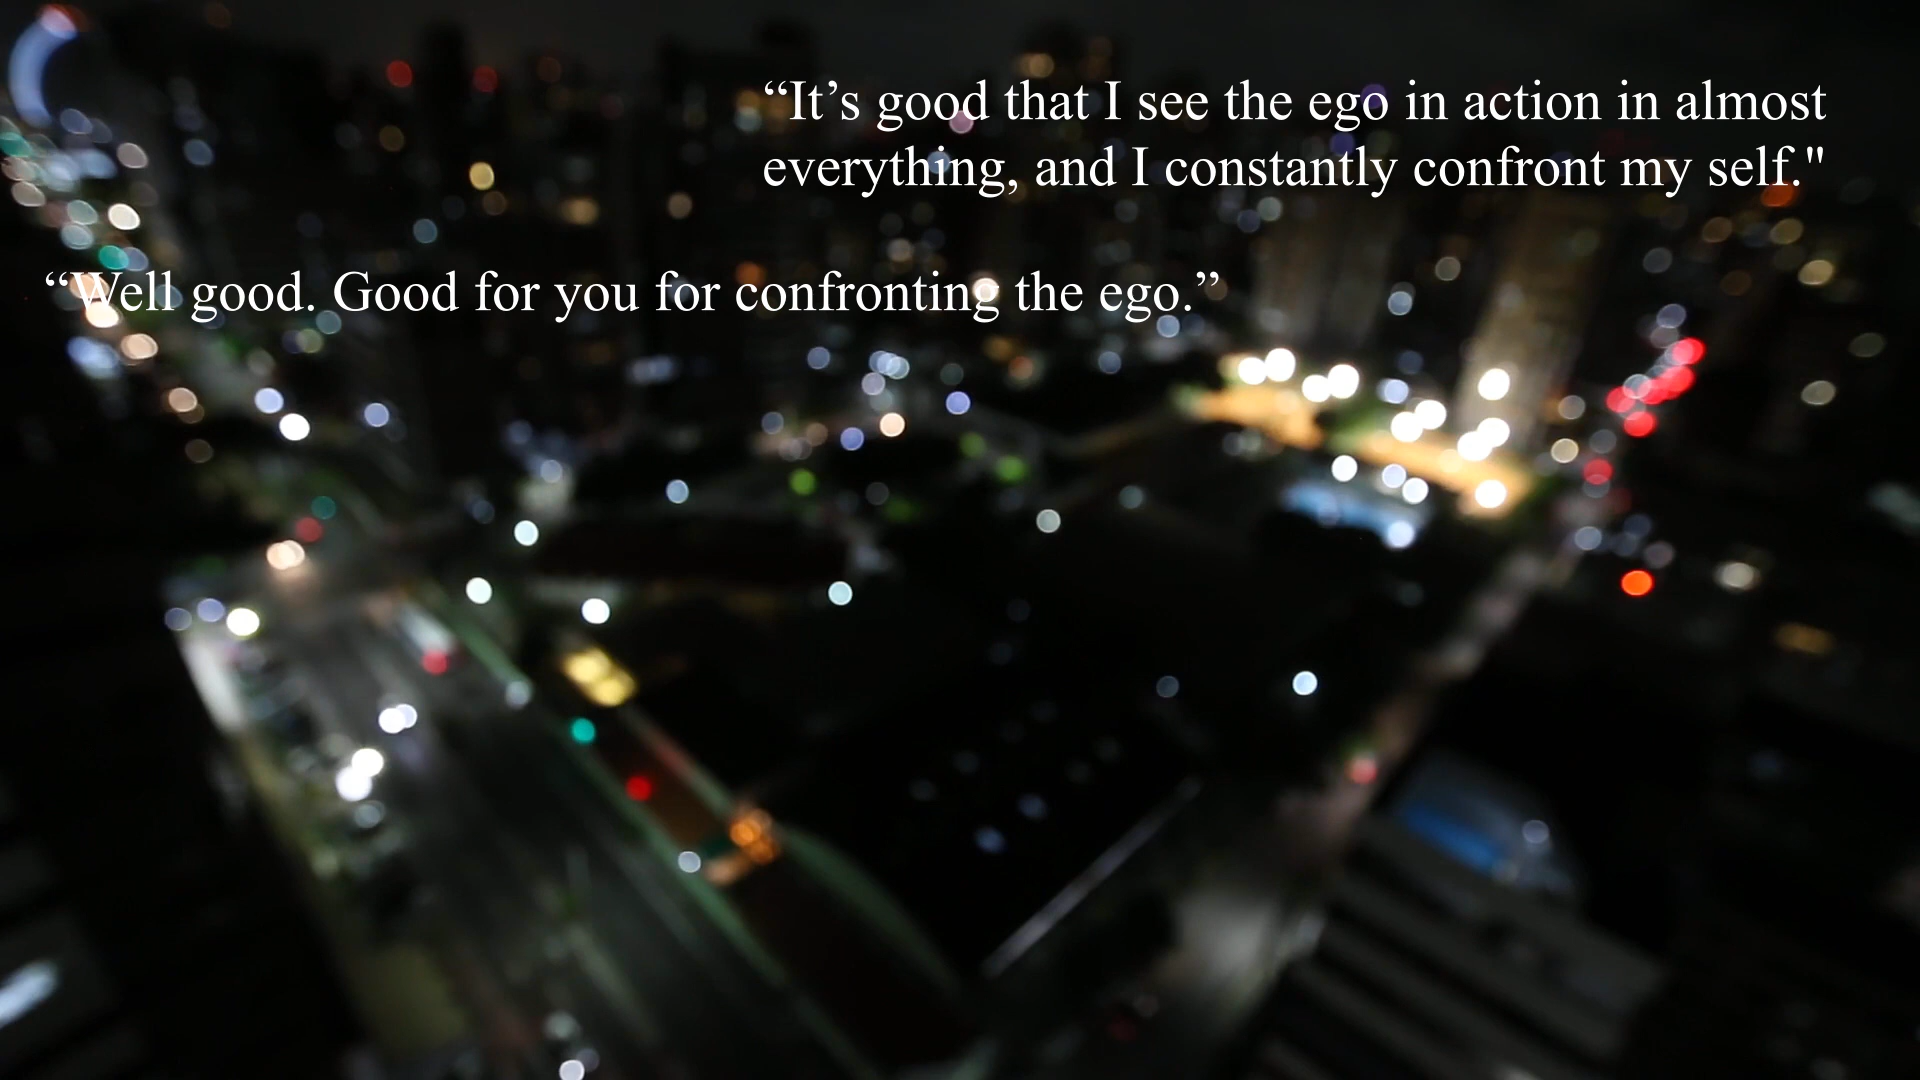 “It’s good that I see the ego in action in almost
everything, and I constantly confront my self."
“Well good. Good for you for confronting the ego.”